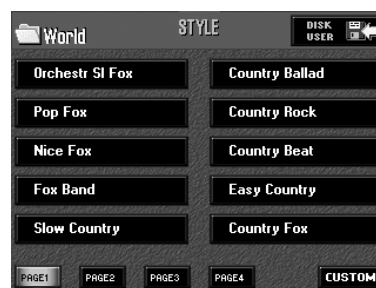 World
STYLE
DISK
USER
Orchestr Sl Fox
Country Ballad
Pop Fox
Country Rock
Nice Fox
Country Beat
Fox Band
Easy Country
Slow Country
Country Fox
PAGE1
PAGE2
PAGE3
PAGE4
CUSTOM